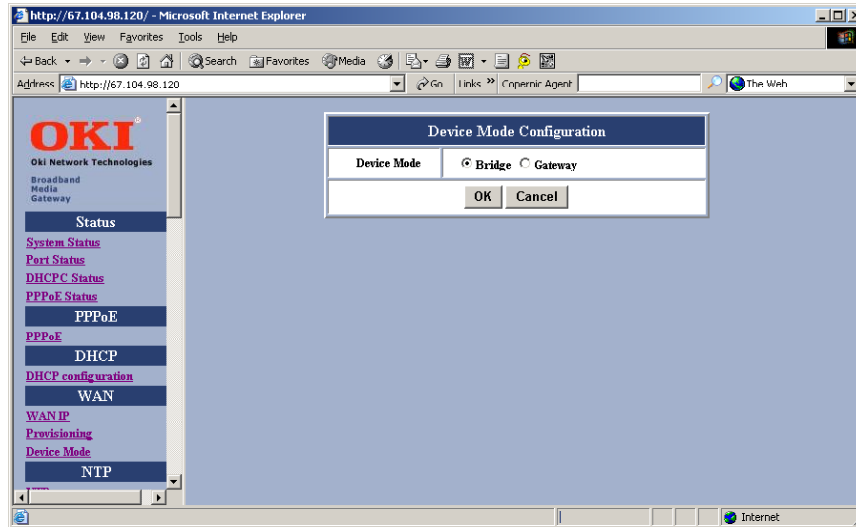 http://67.104.98.120/ - Microsoft Internet Explorer
File Edit View Favorites Tools Help
Back Search Favorites Media
Address http://67.104.98.120 Go Links » Copernic Agent The Web
OKI
Oki Network Technologies
Broadband
Media
Gateway
Status
System Status
Port Status
DHCPC Status
PPPoE Status
PPPoE
PPPoE
DHCP
DHCP configuration
WAN
WAN IP
Provisioning
Device Mode
NTP
Device Mode Configuration
Device Mode Bridge Gateway
OK Cancel
Internet